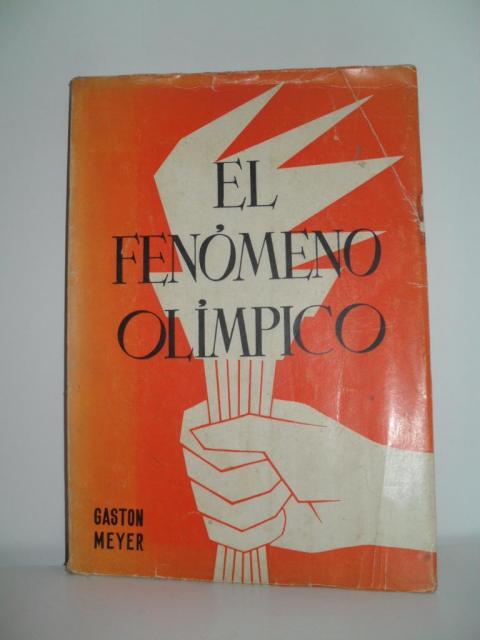 EL
FENÓMENO
OLÍMPICO
GASTON
MEYER